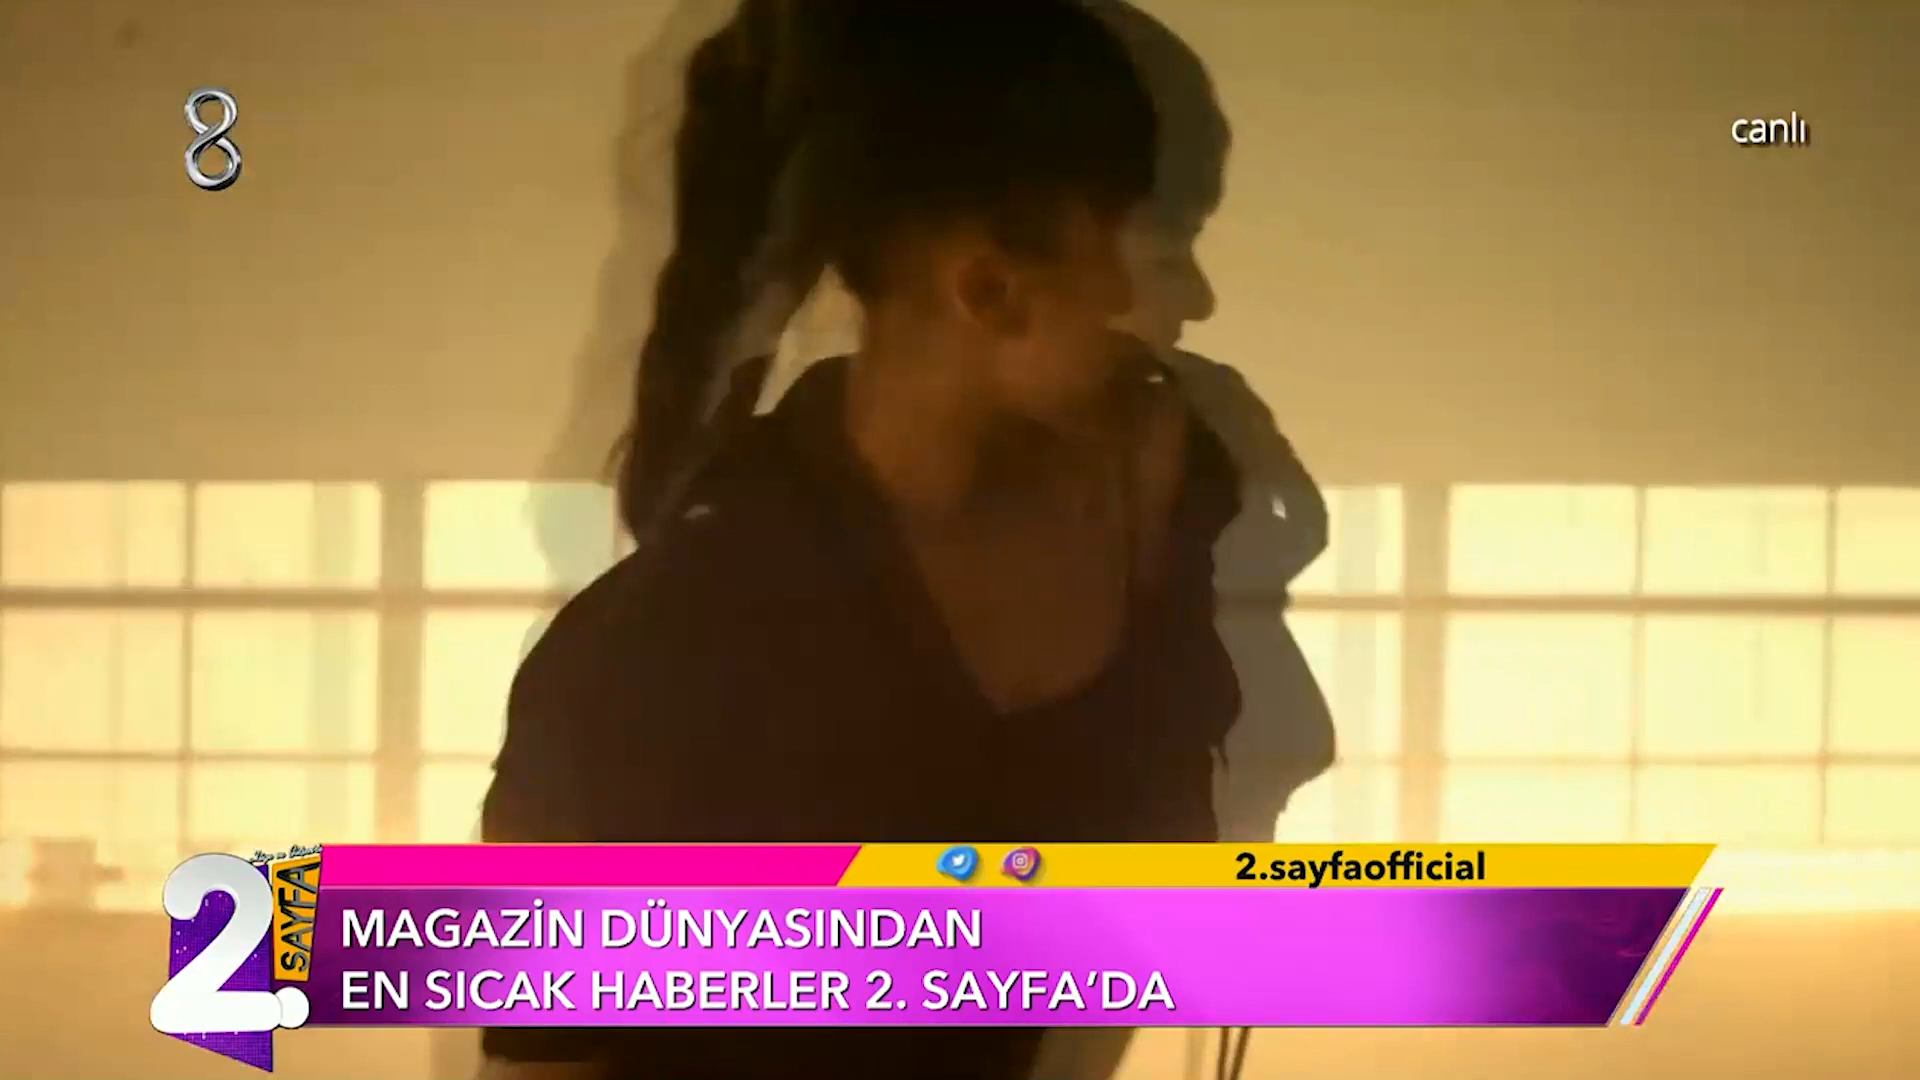 8
canlı
2.sayfaofficial
2. SAYFA
MAGAZİN DÜNYASINDAN
EN SICAK HABERLER 2. SAYFA’DA